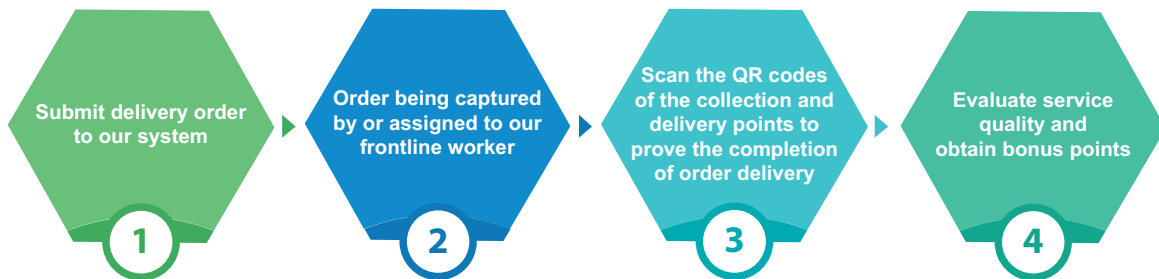 Submit delivery order
to our system
1
Order being captured
by or assigned to our
frontline worker
2
Scan the QR codes
of the collection and
delivery points to
prove the completion
of order delivery
3
Evaluate service
quality and
obtain bonus points
4